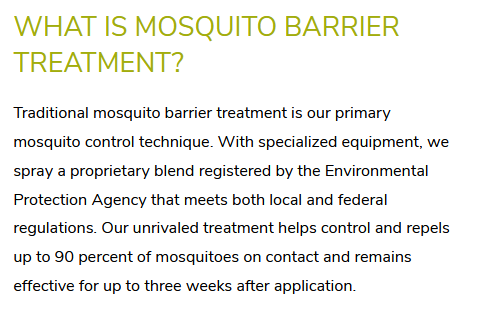 WHAT IS MOSQUITO BARRIER
TREATMENT?
Traditional mosquito barrier treatment is our primary
mosquito control technique. With specialized equipment, we
spray a proprietary blend registered by the Environmental
Protection Agency that meets both local and federal
regulations. Our unrivaled treatment helps control and repels
up to 90 percent of mosquitoes on contact and remains
effective for up to three weeks after application.